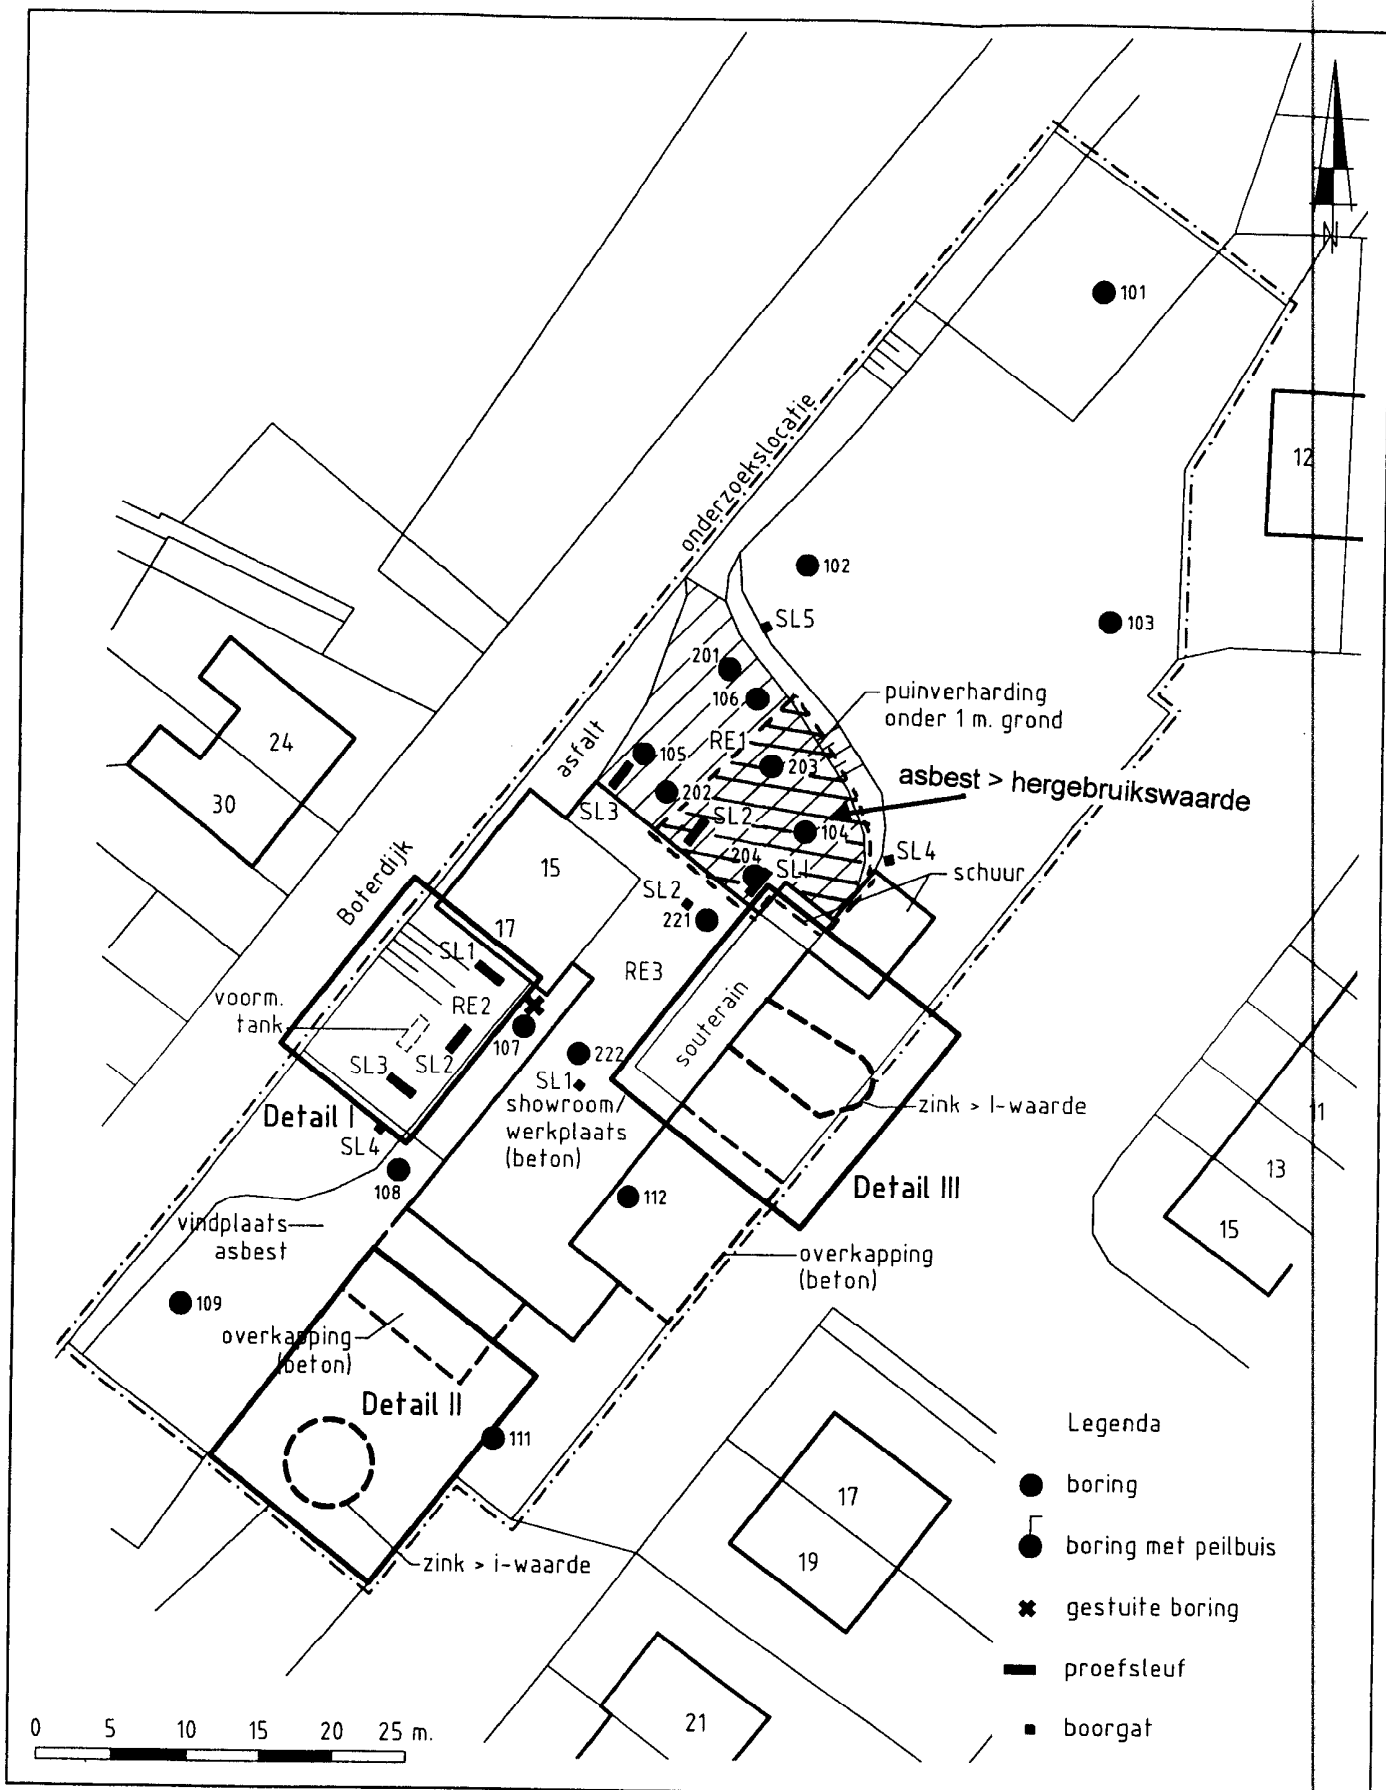 N
101
12
onderzoekslocatie
102
103
SL5
201
106
puinverharding
onder 1 m. grond
24
30
asfalt
105
RE1
203
202
asbest > hergebruikswaarde
SL3
SL2
104
SL4
204
SL1
schuur
15
Boterdijk
SL2
221
17
SL1
RE3
souterrain
voorm.
tank
RE2
107
SL3
SL2
222
SL1
showroom/
werkplaats
(beton)
zink > I-waarde
Detail I
SL4
108
112
Detail III
11
13
15
vindplaats
asbest
overkapping
(beton)
109
overkapping
(beton)
Detail II
111
zink > i-waarde
17
19
21
Legenda
boring
boring met peilbuis
gestuite boring
proefsleuf
boorgat
0 5 10 15 20 25 m.